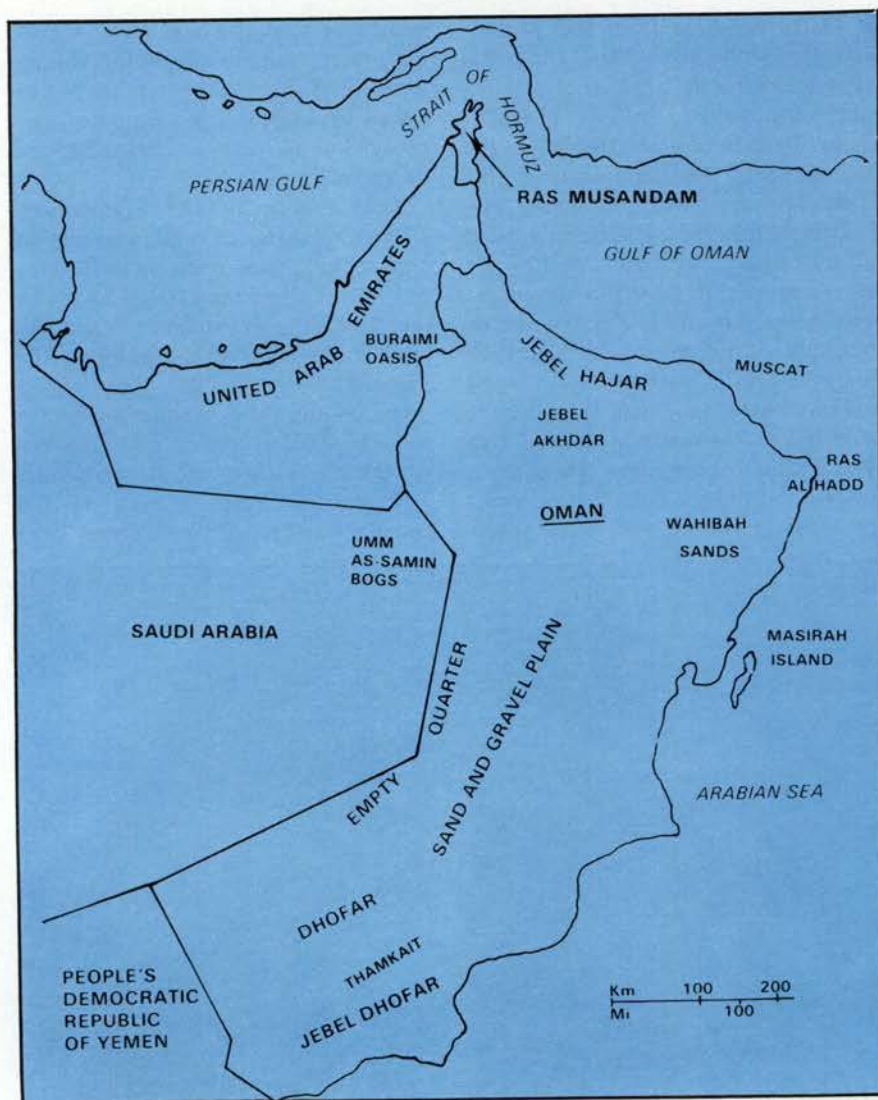 STRAIT OF
HORMUZ
PERSIAN GULF
RAS MUSANDAM
GULF OF OMAN
UNITED ARAB EMIRATES
BURAIMI
OASIS
JEBEL HAJAR
MUSCAT
JEBEL
AKHDAR
RAS
AL HADD
OMAN
WAHIBAH
SANDS
UMM
AS-SAMIN
BOGS
SAUDI ARABIA
MASIRAH
ISLAND
EMPTY QUARTER
SAND AND GRAVEL PLAIN
ARABIAN SEA
DHOFAR
THAMKAIT
JEBEL DHOFAR
PEOPLE'S
DEMOCRATIC
REPUBLIC
OF YEMEN
Km 100 200
Mi 100